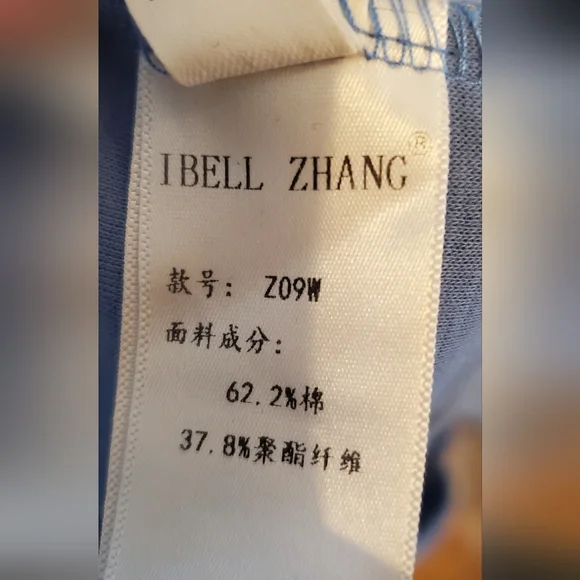 IBELL ZHANG®
款号: Z09W
面料成分:
62.2%棉
37.8%聚酯纤维